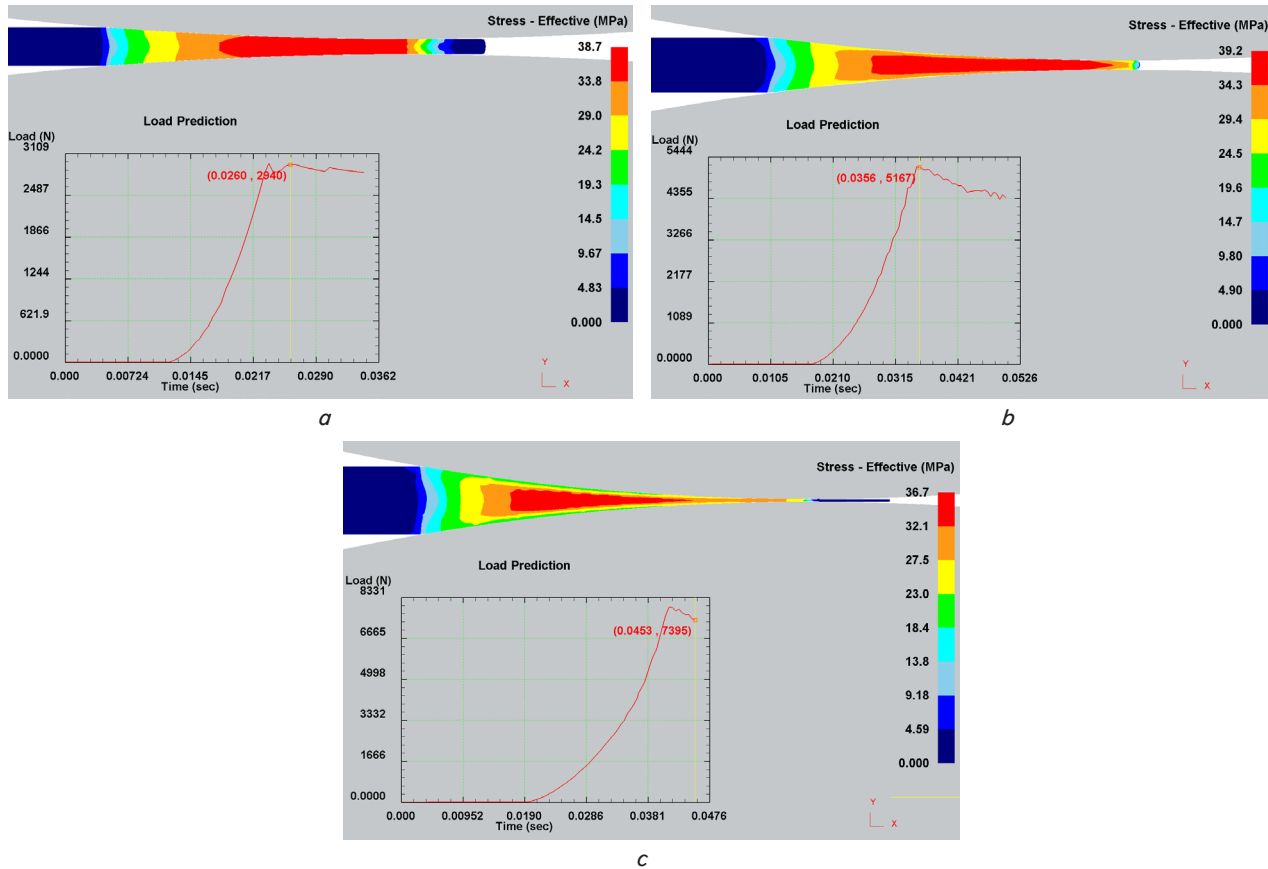 Stress - Effective (MPa)
38.7
33.8
29.0
24.2
19.3
14.5
9.67
4.83
0.000
Load Prediction
Load (N)
3109
2487
1866
1244
621.9
0.0000
(0.0260 , 2940)
0.000 0.00724 0.0145 0.0217 0.0290 0.0362
Time (sec)
Y
X
a
Stress - Effective (MPa)
39.2
34.3
29.4
24.5
19.6
14.7
9.80
4.90
0.000
Load Prediction
Load (N)
5444
4355
3266
2177
1089
0.0000
(0.0356 , 5167)
0.000 0.0105 0.0210 0.0315 0.0421 0.0526
Time (sec)
Y
X
b
Stress - Effective (MPa)
36.7
32.1
27.5
23.0
18.4
13.8
9.18
4.59
0.000
Load Prediction
Load (N)
8331
6665
4998
3332
1666
0.0000
(0.0453 , 7395)
0.000 0.00952 0.0190 0.0286 0.0381 0.0476
Time (sec)
Y
X
c